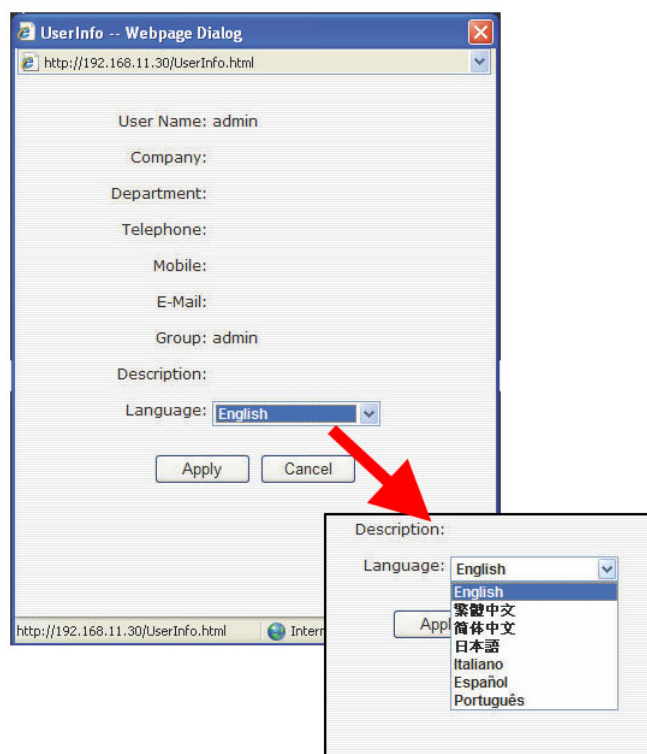 UserInfo -- Webpage Dialog
http://192.168.11.30/UserInfo.html
User Name: admin
Company:
Department:
Telephone:
Mobile:
E-Mail:
Group: admin
Description:
Language: English
Apply Cancel
http://192.168.11.30/UserInfo.html Intern
Description:
Language: English
English
繁體中文
Appl
简体中文
日本語
Italiano
Español
Português